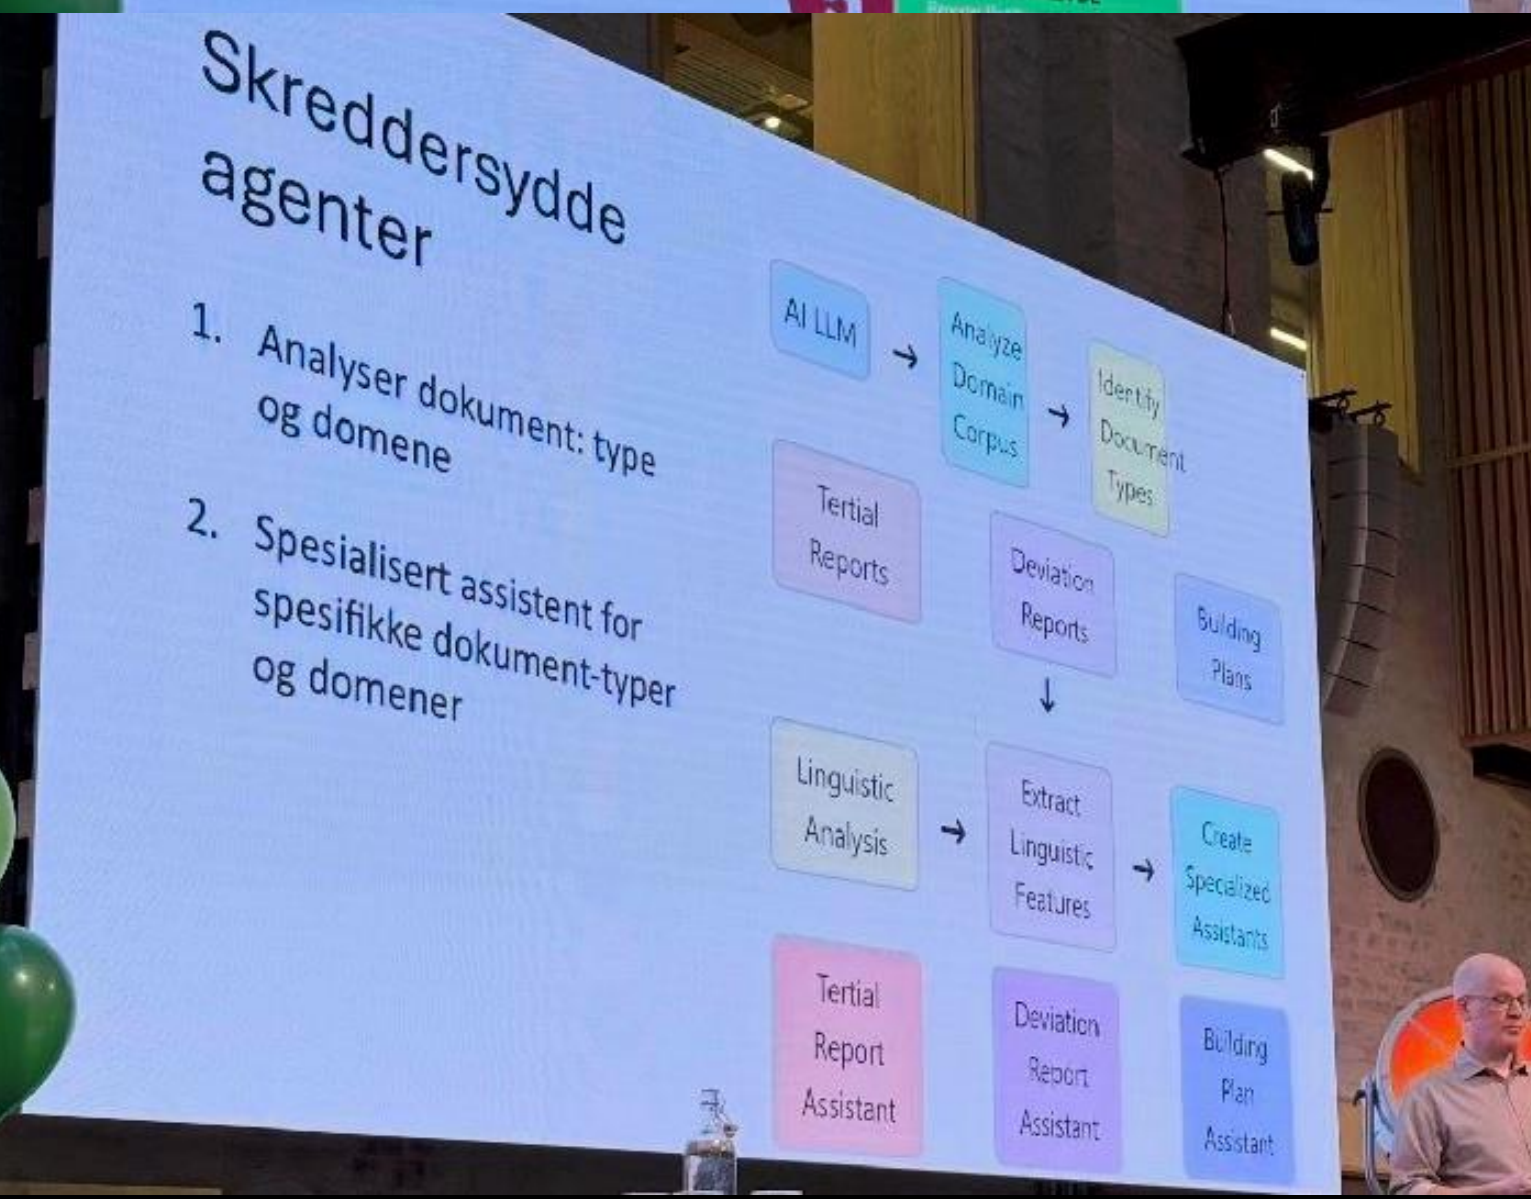 Skreddersydde
agenter
1. Analyser dokument: type
og domene
2. Spesialisert assistent for
spesifikke dokument-typer
og domener
AI LLM
→
Analyze
Domain
Corpus
→
Identify
Document
Types
Tertial
Reports
Deviation
Reports
Building
Plans
↓
Linguistic
Analysis
→
Extract
Linguistic
Features
→
Create
Specialized
Assistants
Tertial
Report
Assistant
Deviation
Report
Assistant
Building
Plan
Assistant